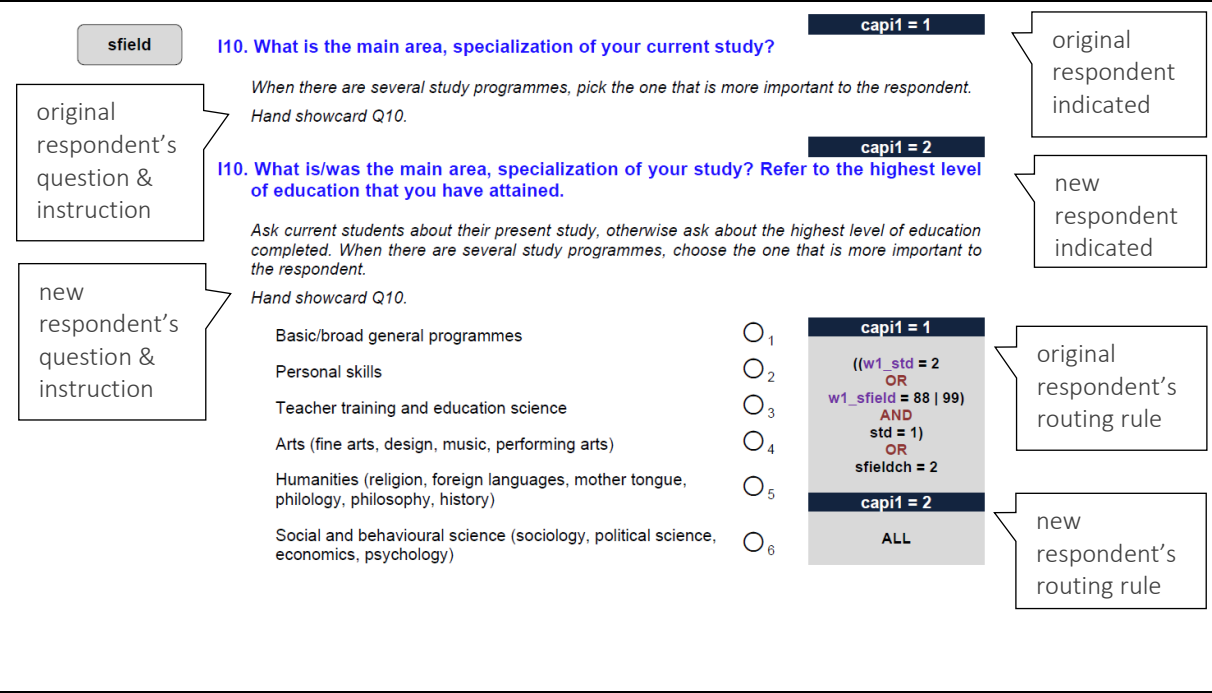 sfield
capi1 = 1
I10. What is the main area, specialization of your current study?
original
respondent
indicated
When there are several study programmes, pick the one that is more important to the respondent.
Hand showcard Q10.
original
respondent's
question &
instruction
capi1 = 2
I10. What is/was the main area, specialization of your study? Refer to the highest level
of education that you have attained.
new
respondent
indicated
Ask current students about their present study, otherwise ask about the highest level of education
completed. When there are several study programmes, choose the one that is more important to
the respondent.
Hand showcard Q10.
new
respondent's
question &
instruction
Basic/broad general programmes 1
Personal skills 2
Teacher training and education science 3
Arts (fine arts, design, music, performing arts) 4
Humanities (religion, foreign languages, mother tongue,
philology, philosophy, history) 5
Social and behavioural science (sociology, political science,
economics, psychology) 6
capi1 = 1
((w1_std = 2
OR
w1_sfield = 88 | 99)
AND
std = 1)
OR
sfieldch = 2
original
respondent's
routing rule
capi1 = 2
ALL
new
respondent's
routing rule